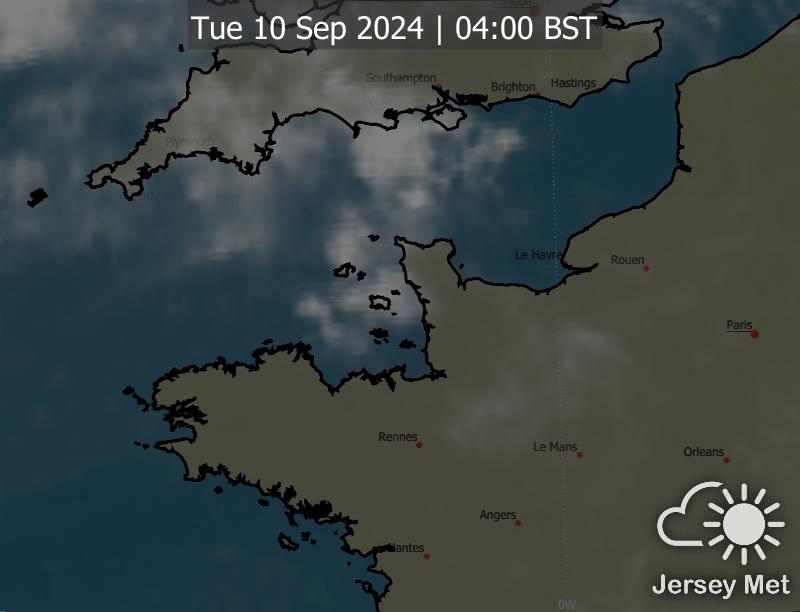 London
Tue 10 Sep 2024 | 04:00 BST
Southampton
Brighton
Hastings
Plymouth
Le Havre
Rouen
Paris
Rennes
Le Mans
Orleans
Angers
Nantes
Jersey Met
0W